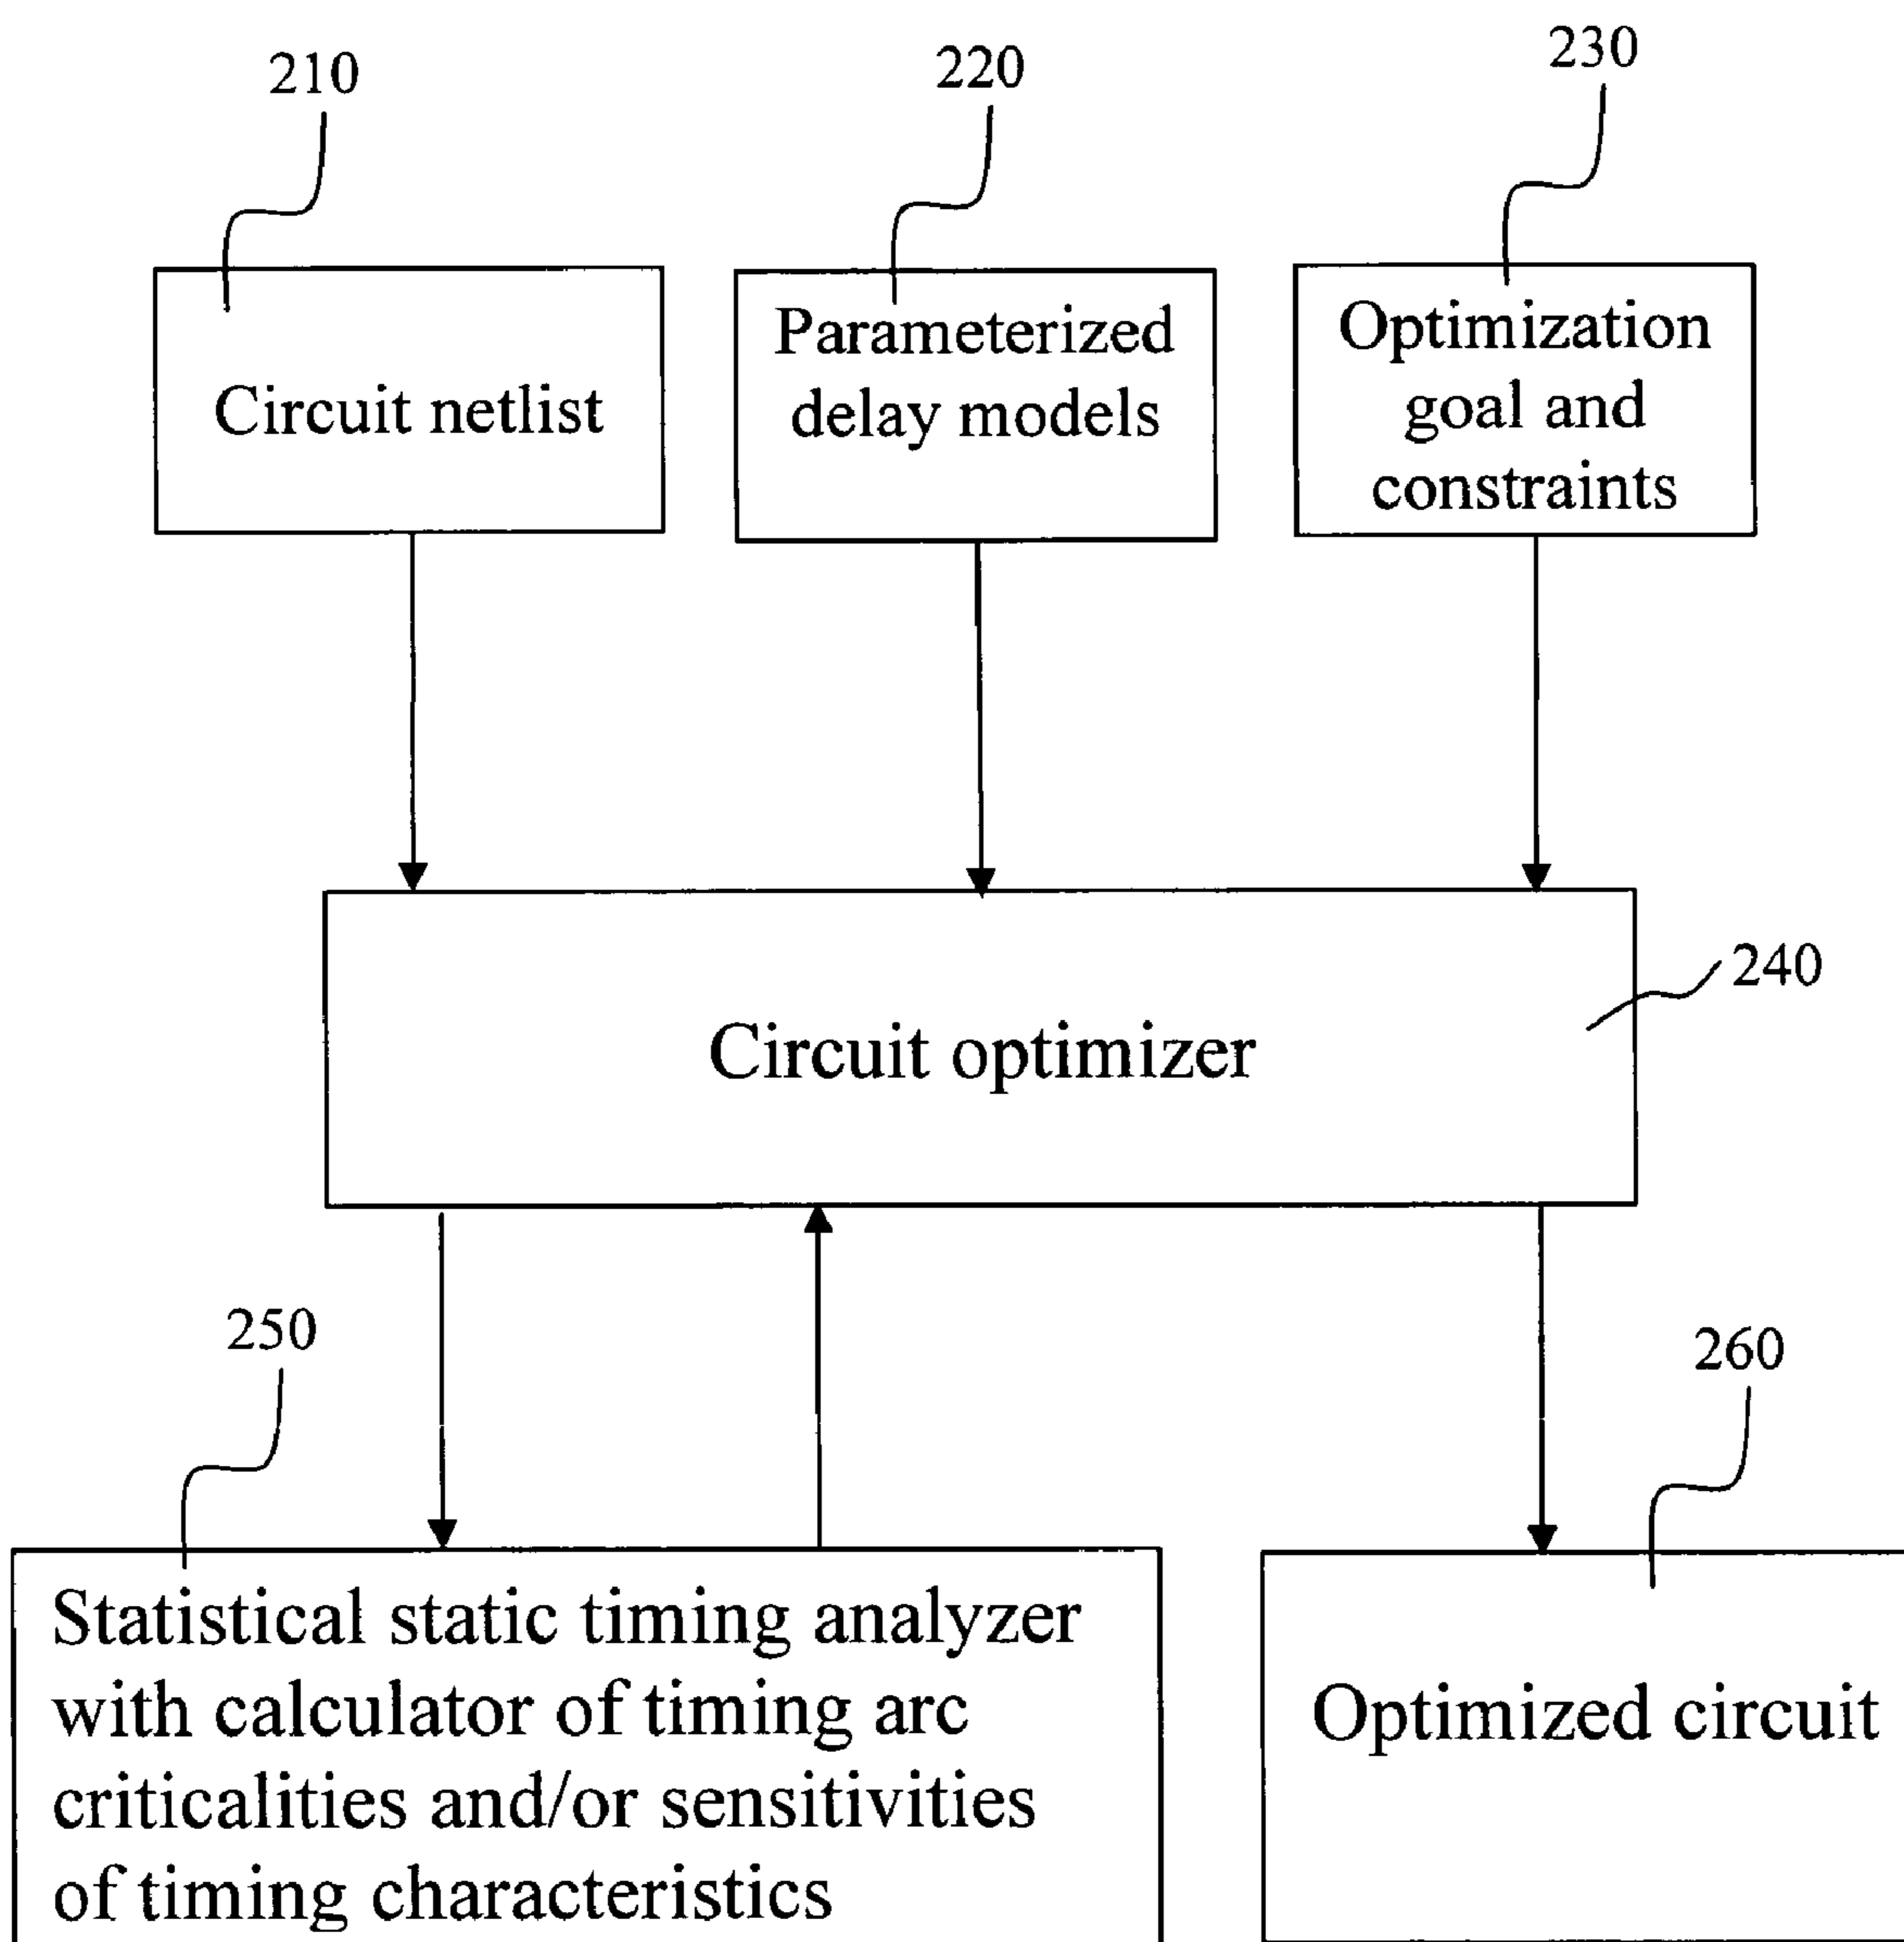 210
220
230
Circuit netlist
Parameterized
delay models
Optimization
goal and
constraints
240
Circuit optimizer
250
260
Statistical static timing analyzer
with calculator of timing arc
criticalities and/or sensitivities
of timing characteristics
Optimized circuit